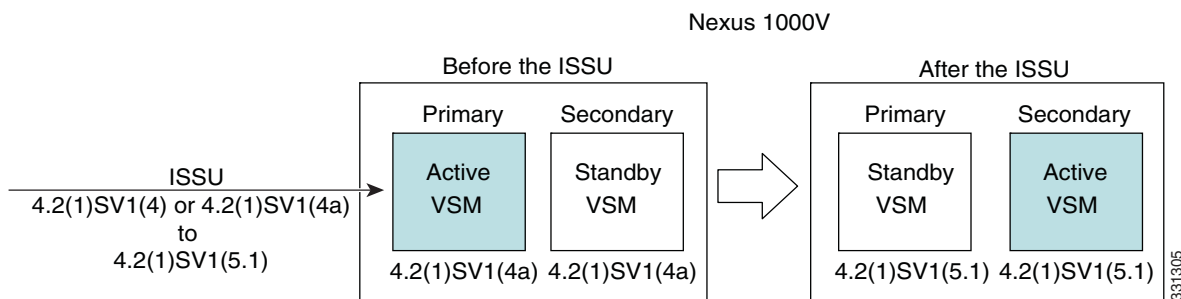 Nexus 1000V
Before the ISSU
After the ISSU
Primary Secondary
Primary Secondary
ISSU
4.2(1)SV1(4) or 4.2(1)SV1(4a)
to
4.2(1)SV1(5.1)
Active
VSM
Standby
VSM
Standby
VSM
Active
VSM
4.2(1)SV1(4a) 4.2(1)SV1(4a)
4.2(1)SV1(5.1) 4.2(1)SV1(5.1)
331305